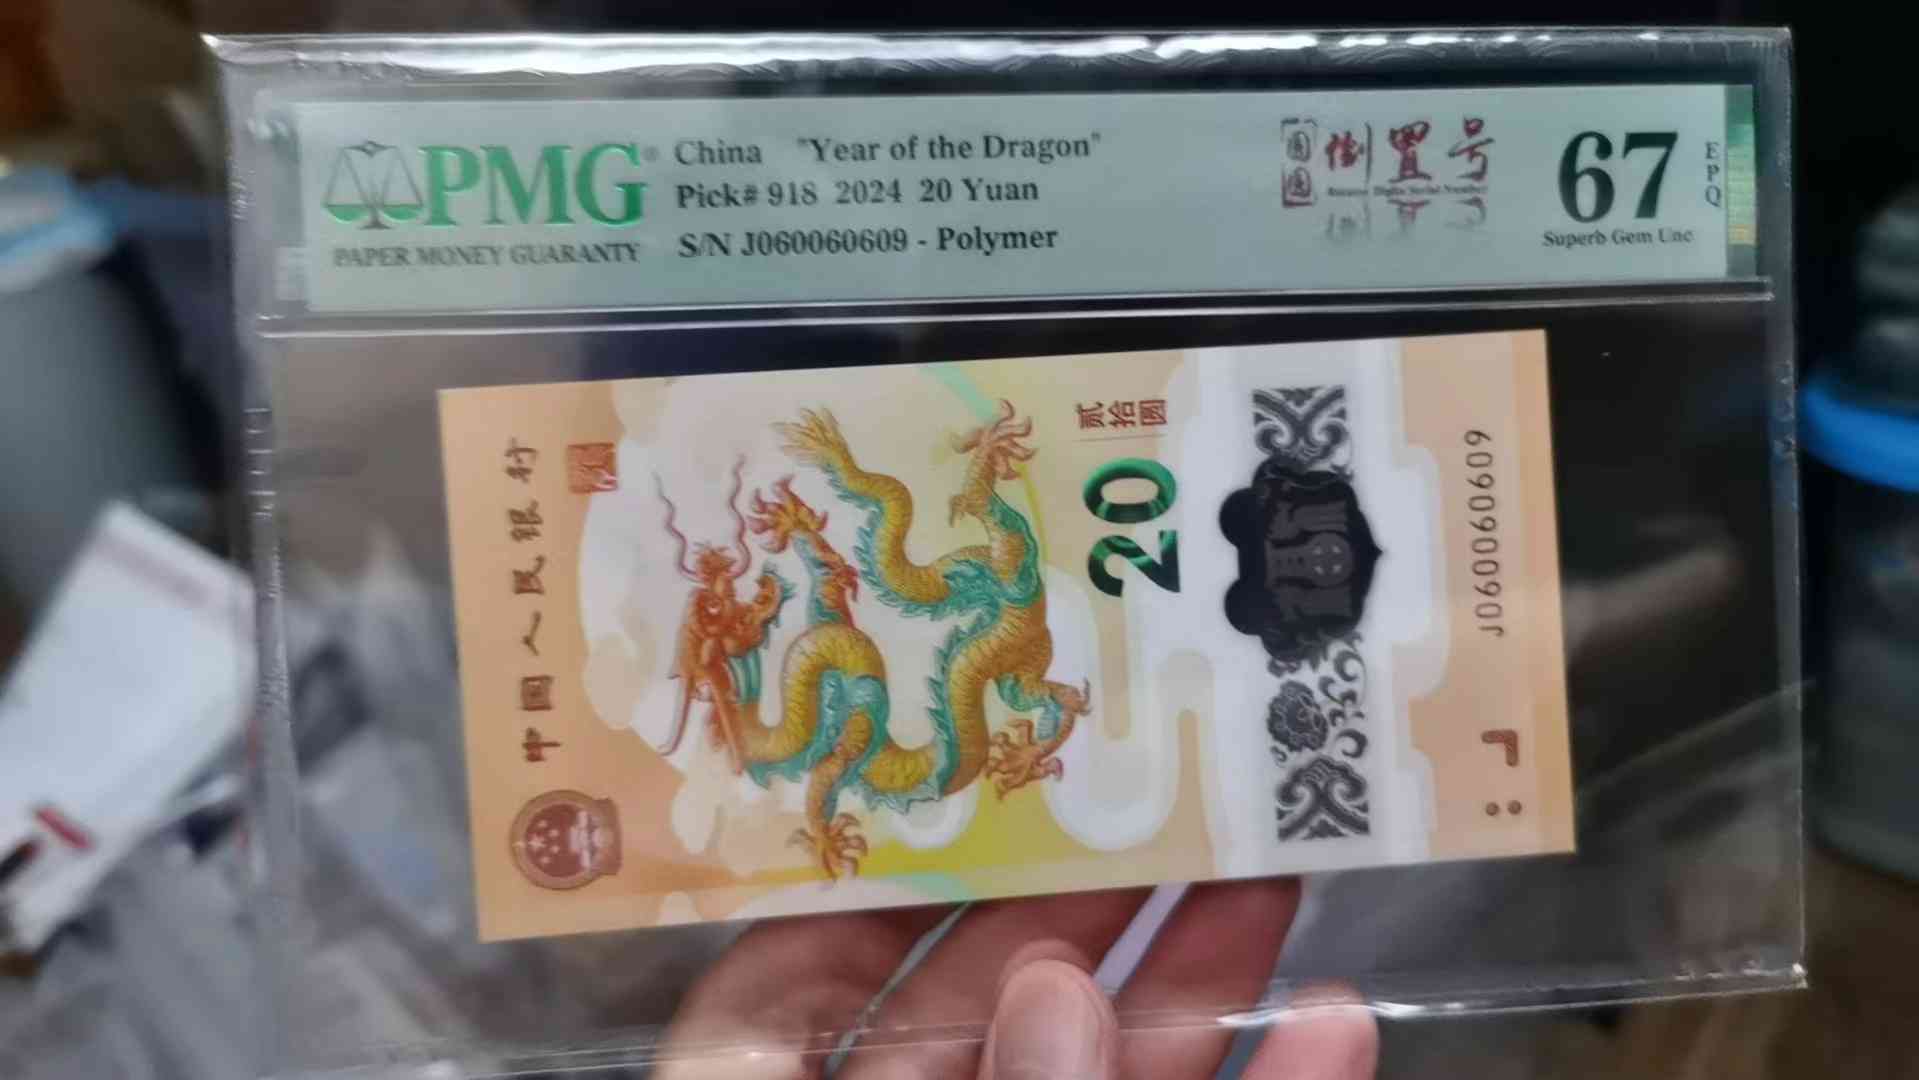 PMG
PAPER MONEY GUARANTY
China "Year of the Dragon"
Pick# 918 2024 20 Yuan
S/N J060060609 - Polymer
倒置号
67
EPQ
Superb Gem Unc
中国人民银行
贰拾圆
20
J060060609